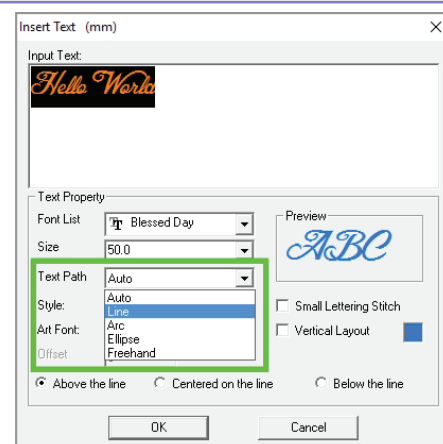 Insert Text (mm)
Input Text:
Hello World
Text Property
Font List
Blessed Day
Preview
ABC
Size
50.0
Text Path
Auto
Auto
Line
Arc
Ellipse
Freehand
Style:
Art Font:
Offset
Small Lettering Stitch
Vertical Layout
Above the line Centered on the line Below the line
OK Cancel